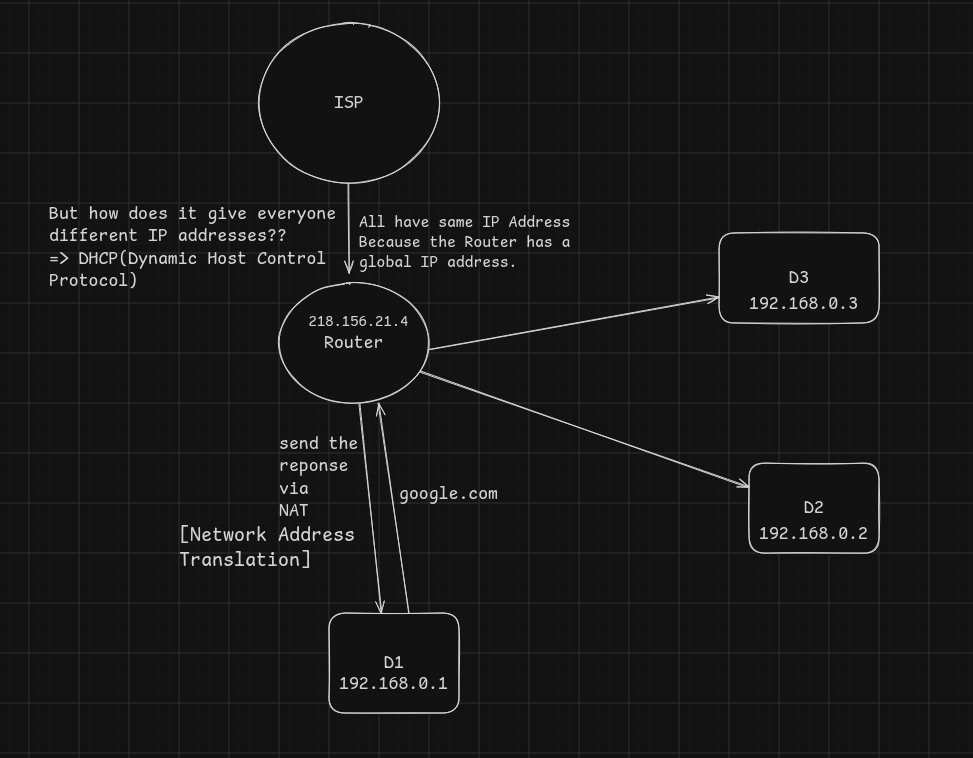 ISP
But how does it give everyone
different IP addresses??
=> DHCP(Dynamic Host Control
Protocol)
All have same IP Address
Because the Router has a
global IP address.
D3
192.168.0.3
218.156.21.4
Router
send the
reponse
via
NAT
[Network Address
Translation]
google.com
D2
192.168.0.2
D1
192.168.0.1